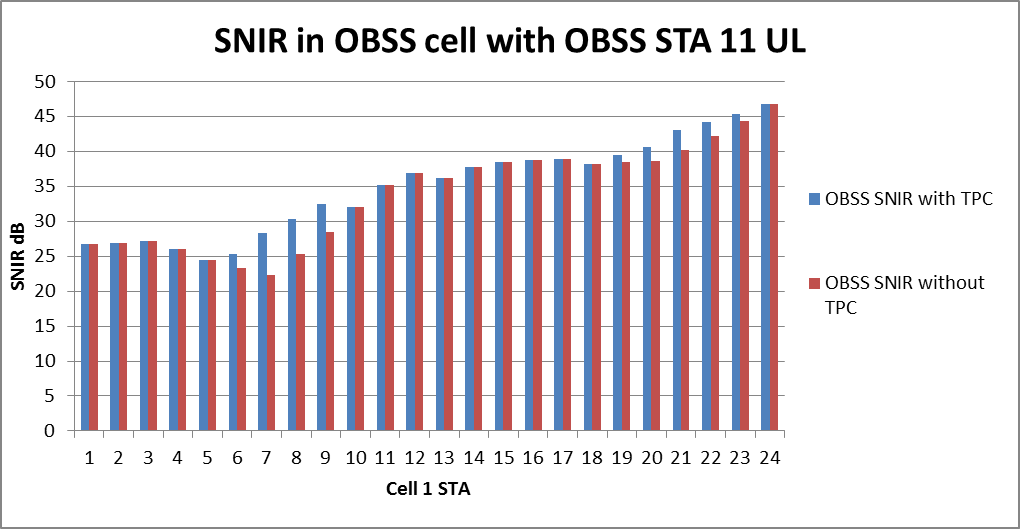 SNIR in OBSS cell with OBSS STA 11 UL
50
45
40
35
30
25
20
15
10
5
0
SNIR dB
1 2 3 4 5 6 7 8 9 10 11 12 13 14 15 16 17 18 19 20 21 22 23 24
Cell 1 STA
OBSS SNIR with TPC
OBSS SNIR without
TPC